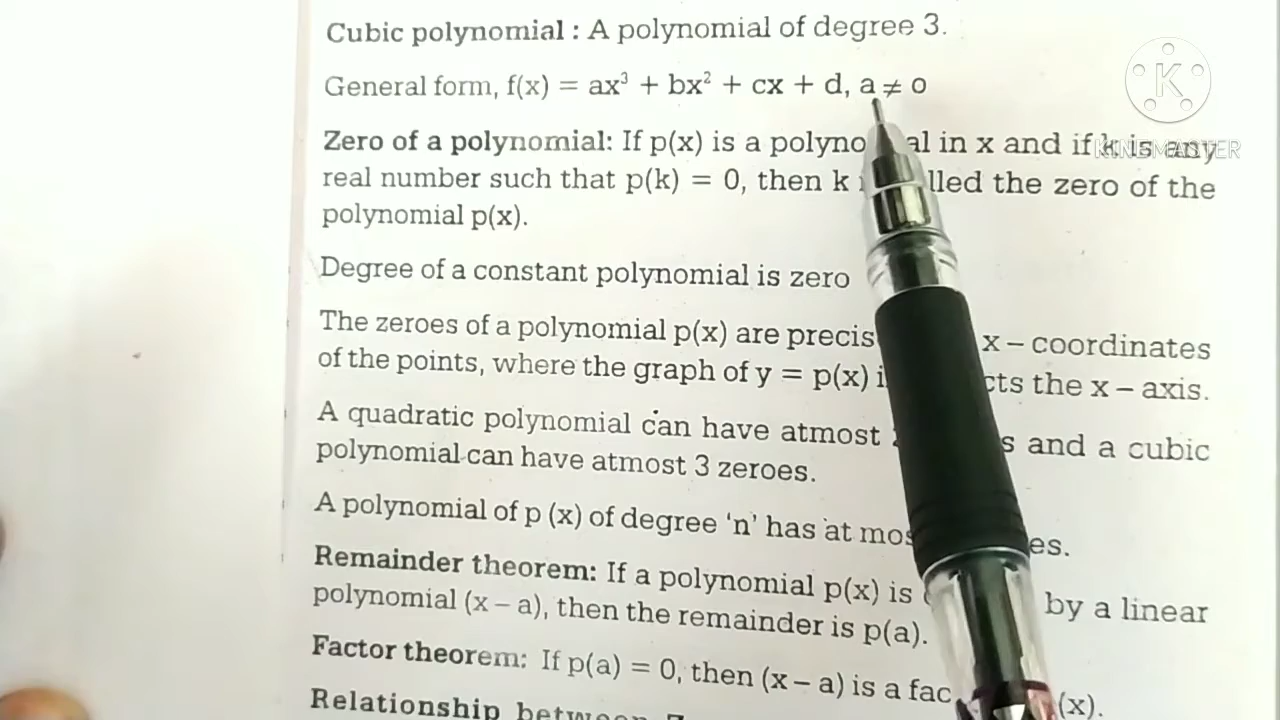 Cubic polynomial : A polynomial of degree 3.
General form, f(x) = ax³ + bx² + cx + d, a ≠ o
K
KINEMASTER
Zero of a polynomial: If p(x) is a polyno al in x and if k is any
real number such that p(k) = 0, then k lled the zero of the
polynomial p(x).
Degree of a constant polynomial is zero
The zeroes of a polynomial p(x) are precis x – coordinates
of the points, where the graph of y = p(x) i cts the x – axis.
A quadratic polynomial can have atmost s and a cubic
polynomial can have atmost 3 zeroes.
A polynomial of p (x) of degree ‘n’ has at mos es.
Remainder theorem: If a polynomial p(x) is by a linear
polynomial (x – a), then the remainder is p(a).
Factor theorem: If p(a) = 0, then (x – a) is a fac (x).
Relationship between